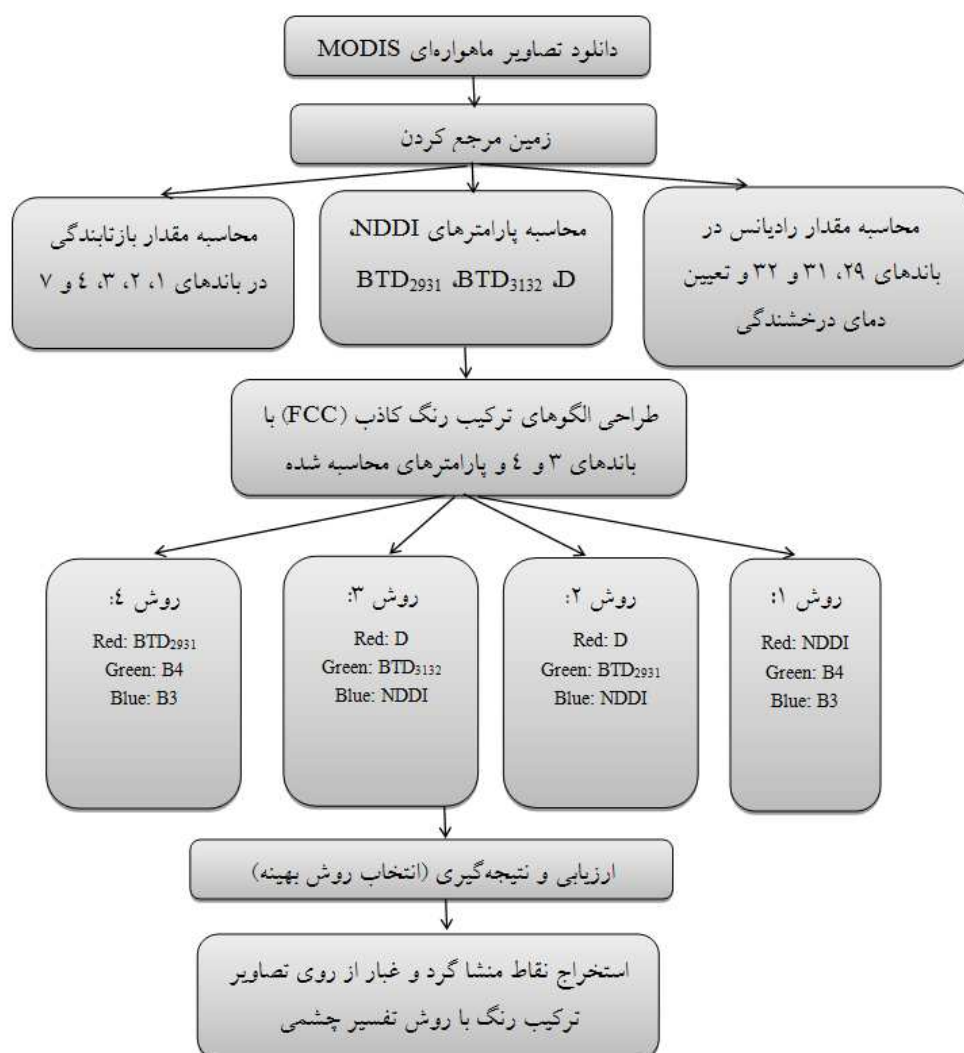 دانلود تصاویر ماهواره‌ای MODIS
زمین مرجع کردن
محاسبه مقدار رادیانس در
باندهای ۲۹، ۳۱ و ۳۲ و تعیین
دمای درخشندگی
محاسبه پارامترهای NDDI،
BTD2931 ،BTD3132 ،D
محاسبه مقدار بازتابندگی
در باندهای ۱، ۲، ۳، ٤ و ۷
طراحی الگوهای ترکیب رنگ کاذب (FCC) با
باندهای ۳ و ٤ و پارامترهای محاسبه شده
روش ۱:
Red: NDDI
Green: B4
Blue: B3
روش ۲:
Red: D
Green: BTD2931
Blue: NDDI
روش ۳:
Red: D
Green: BTD3132
Blue: NDDI
روش ٤:
Red: BTD2931
Green: B4
Blue: B3
ارزیابی و نتیجه‌گیری (انتخاب روش بهینه)
استخراج نقاط منشا گرد و غبار از روی تصاویر
ترکیب رنگ با روش تفسیر چشمی